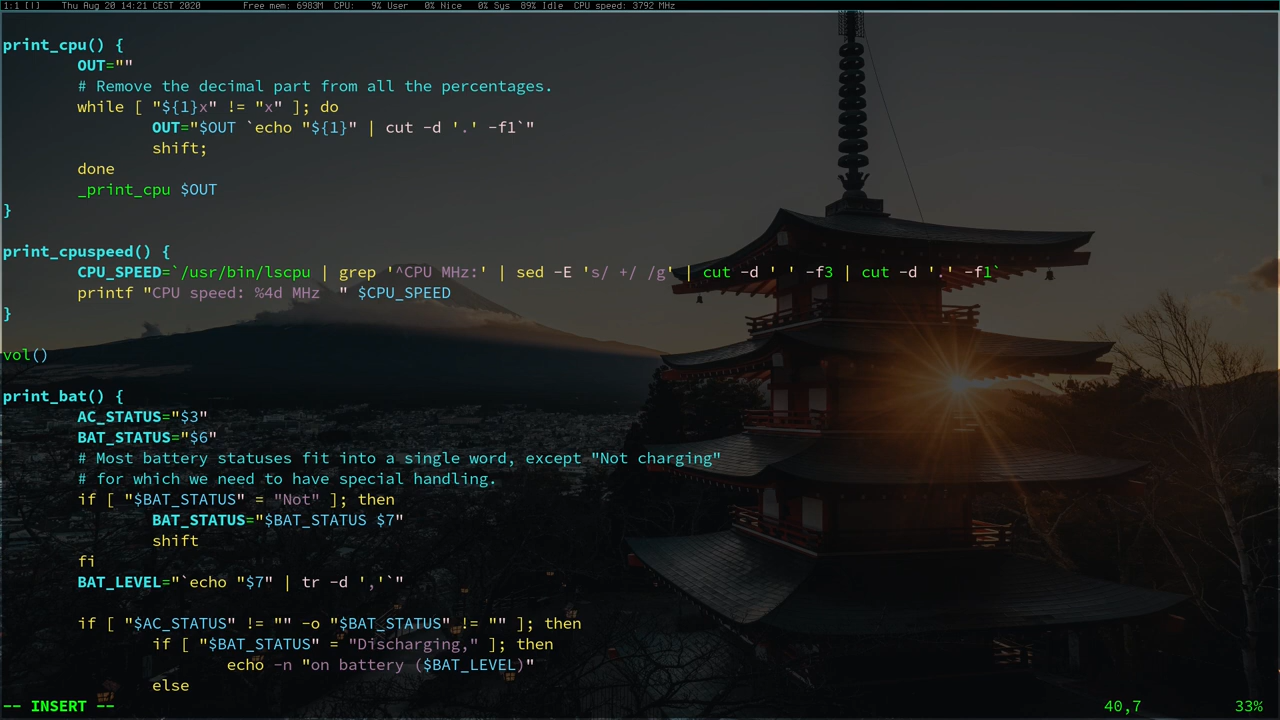 1:1 [|]    Thu Aug 20 14:21 CEST 2020    Free mem: 6983M  CPU:   9% User   0% Nice   0% Sys  89% Idle  CPU speed: 3792 MHz
print_cpu() {
        OUT=""
        # Remove the decimal part from all the percentages.
        while [ "${1}x" != "x" ]; do
                OUT="$OUT `echo "${1}" | cut -d '.' -f1`"
                shift;
        done
        _print_cpu $OUT
}
print_cpuspeed() {
        CPU_SPEED=`/usr/bin/lscpu | grep '^CPU MHz:' | sed -E 's/ +/ /g' | cut -d ' ' -f3 | cut -d '.' -f1`
        printf "CPU speed: %4d MHz  " $CPU_SPEED
}
vol()
print_bat() {
        AC_STATUS="$3"
        BAT_STATUS="$6"
        # Most battery statuses fit into a single word, except "Not charging"
        # for which we need to have special handling.
        if [ "$BAT_STATUS" = "Not" ]; then
                BAT_STATUS="$BAT_STATUS $7"
                shift
        fi
        BAT_LEVEL="`echo "$7" | tr -d ','`"
        if [ "$AC_STATUS" != "" -o "$BAT_STATUS" != "" ]; then
                if [ "$BAT_STATUS" = "Discharging," ]; then
                        echo -n "on battery ($BAT_LEVEL)"
                else
-- INSERT --    40,7    33%